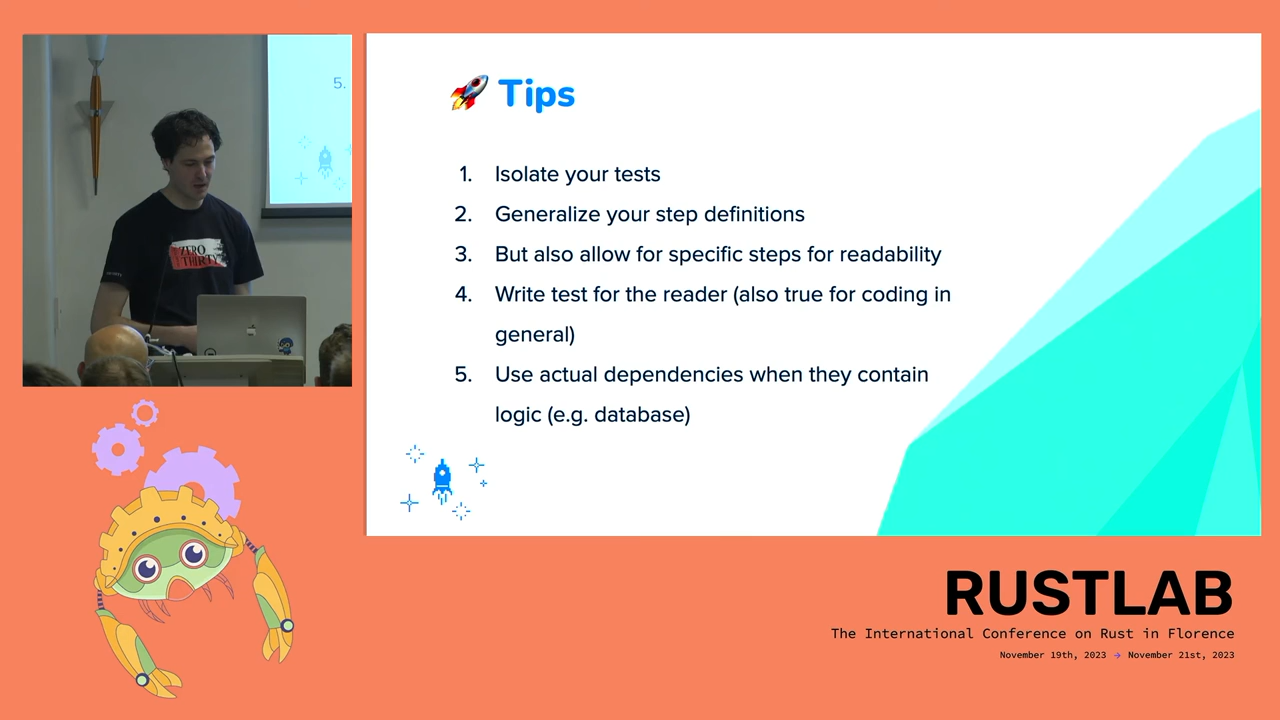 5.
ZERO
THIRTY
🚀 Tips
1. Isolate your tests
2. Generalize your step definitions
3. But also allow for specific steps for readability
4. Write test for the reader (also true for coding in
general)
5. Use actual dependencies when they contain
logic (e.g. database)
RUSTLAB
The International Conference on Rust in Florence
November 19th, 2023 → November 21st, 2023